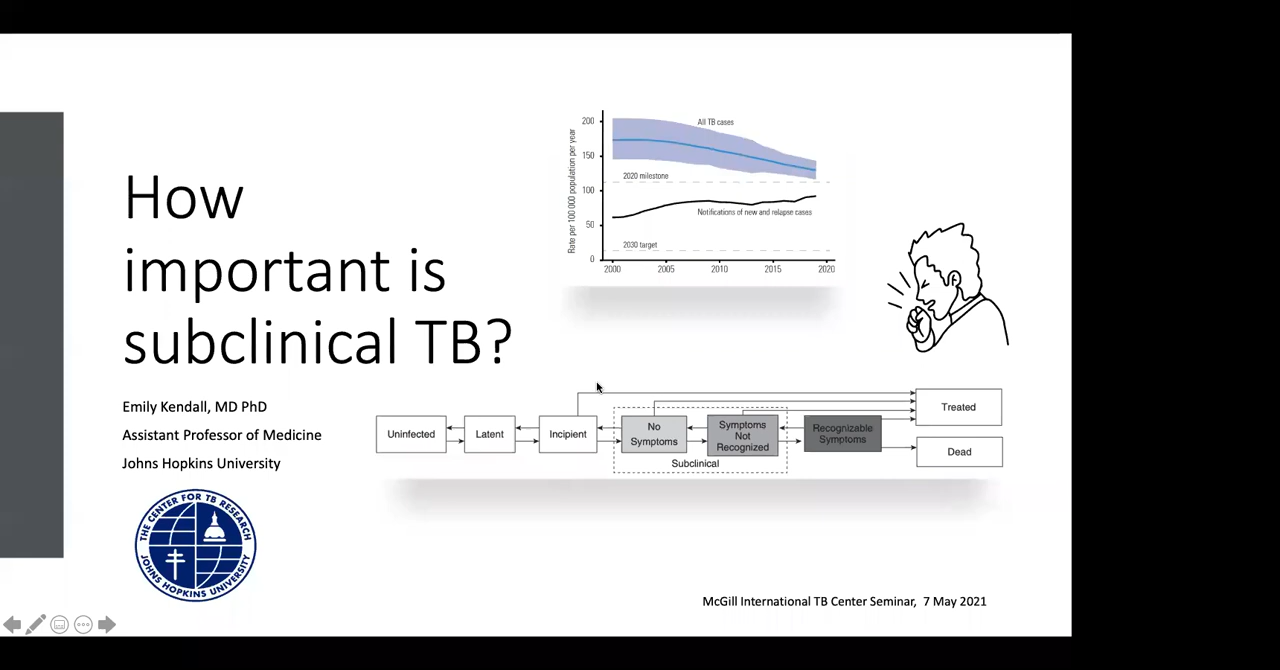 How
important is
subclinical TB?
Emily Kendall, MD PhD
Assistant Professor of Medicine
Johns Hopkins University
THE CENTER FOR TB RESEARCH
JOHNS HOPKINS UNIVERSITY
Rate per 100 000 population per year
200
150
100
50
0
All TB cases
2020 milestone
Notifications of new and relapse cases
2030 target
2000 2005 2010 2015 2020
Uninfected
Latent
Incipient
No
Symptoms
Symptoms
Not
Recognized
Subclinical
Recognizable
Symptoms
Treated
Dead
McGill International TB Center Seminar, 7 May 2021